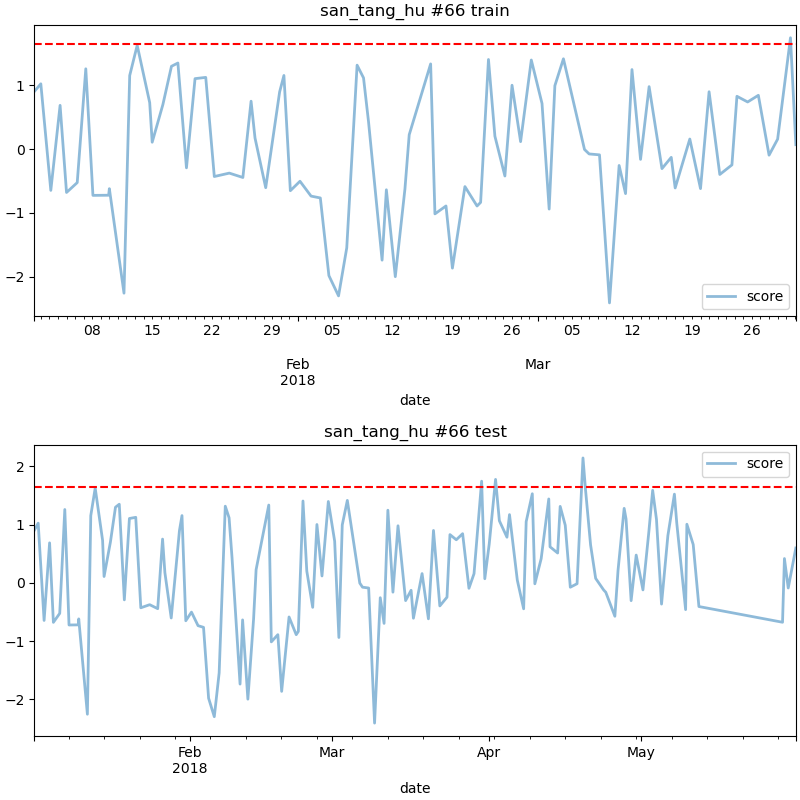 san_tang_hu #66 train
1
0
−1
−2
score
08 15 22 29 05 12 19 26 05 12 19 26
Feb Mar
2018
date
san_tang_hu #66 test
2
1
0
−1
−2
score
Feb Mar Apr May
2018
date